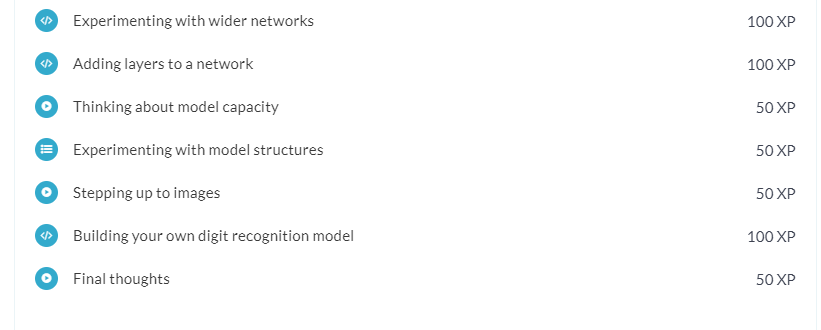 Experimenting with wider networks 100 XP
Adding layers to a network 100 XP
Thinking about model capacity 50 XP
Experimenting with model structures 50 XP
Stepping up to images 50 XP
Building your own digit recognition model 100 XP
Final thoughts 50 XP